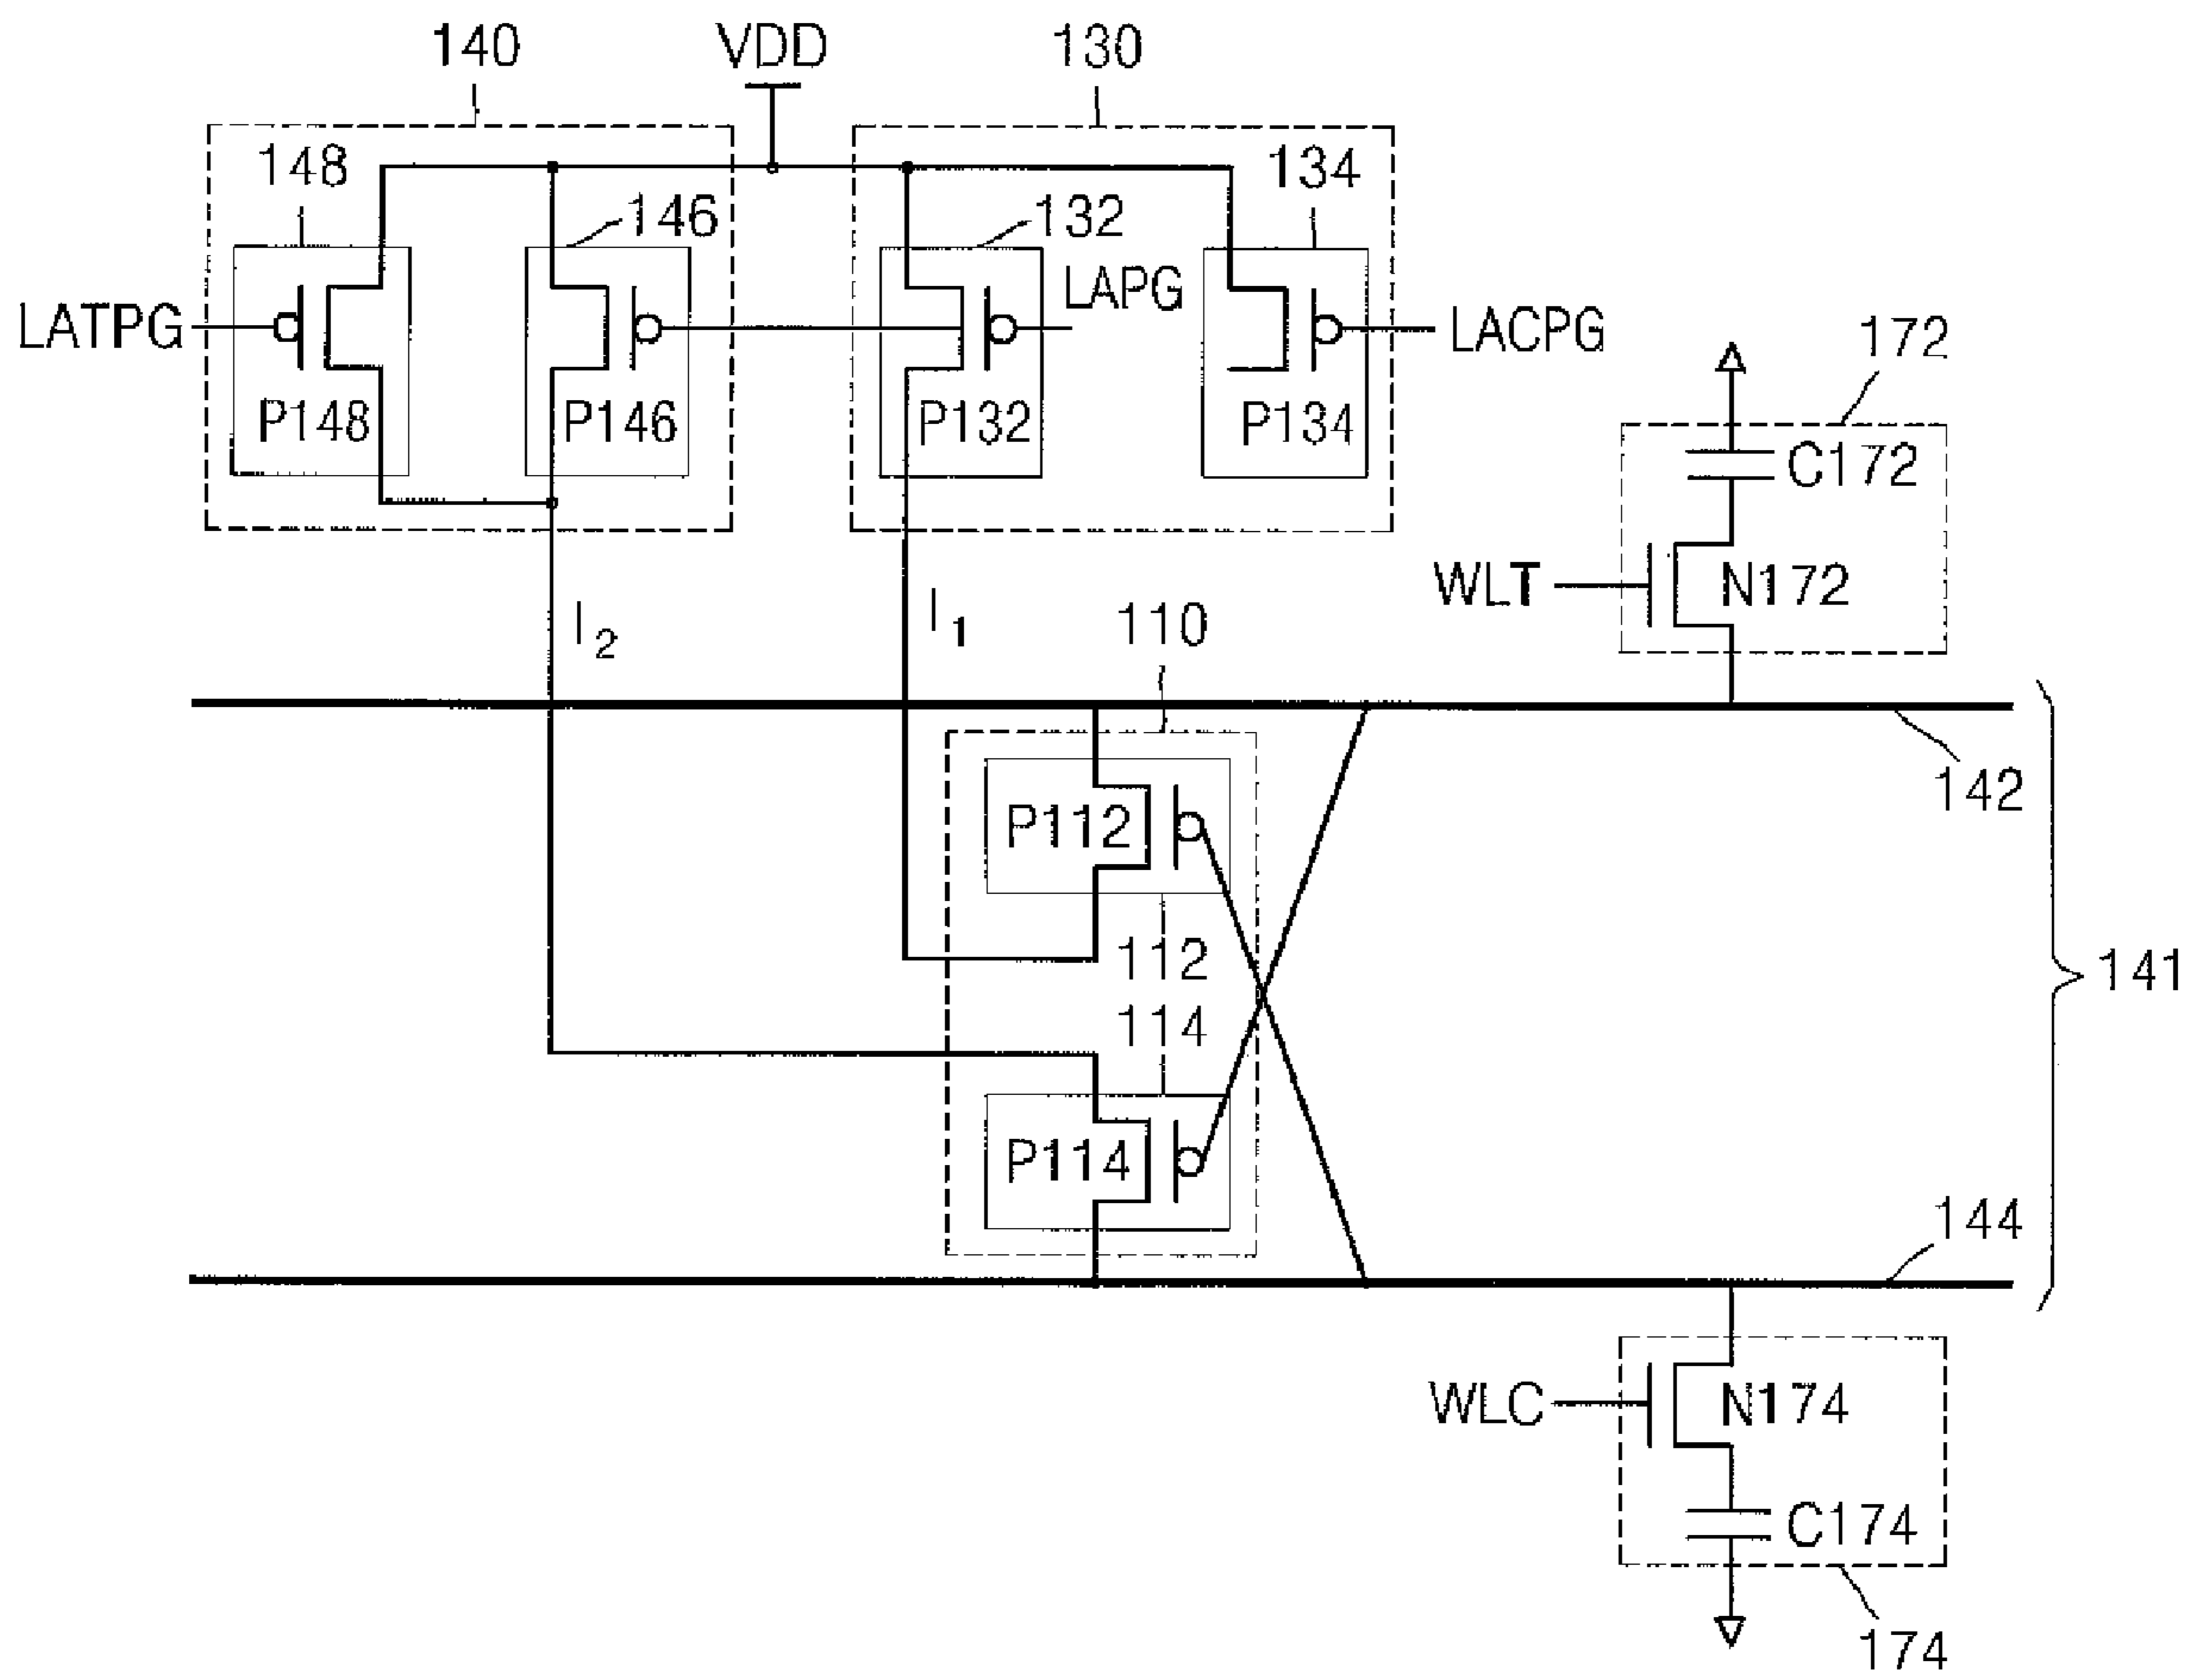 140 VDD 130
148 134
146 132
LAPG
LATPG LACPG
172
P148 P146 P132 P134
C172
WLT N172
I2 I1 110
142
P112
112 141
114
P114
144
WLC N174
C174
174